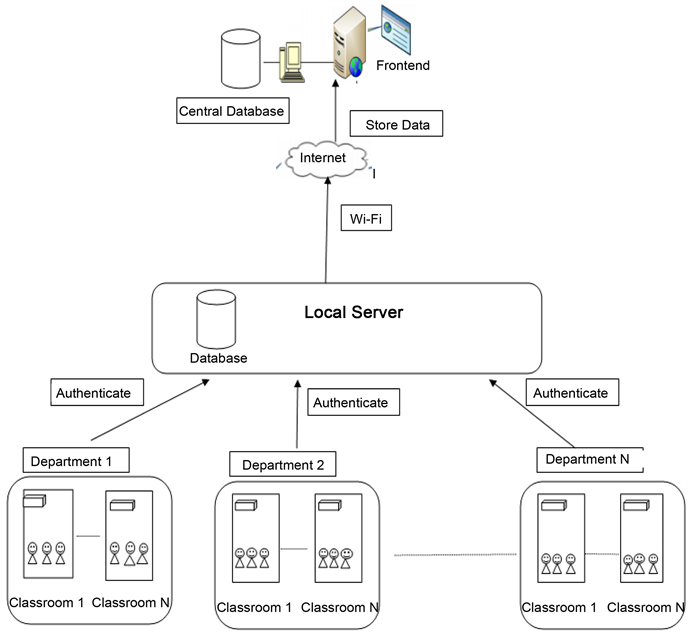 Frontend
Central Database
Store Data
Internet
Wi-Fi
Local Server
Database
Authenticate
Authenticate
Authenticate
Department 1
Department 2
Department N
Classroom 1 Classroom N
Classroom 1 Classroom N
Classroom 1 Classroom N